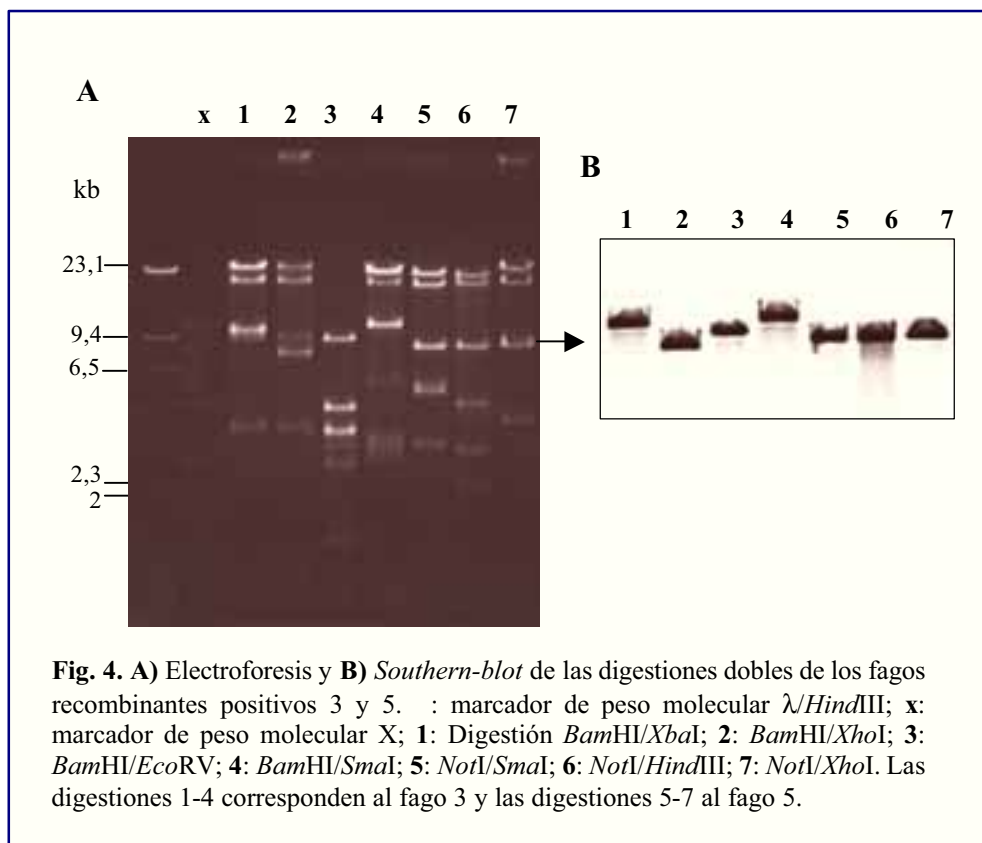 A
x 1 2 3 4 5 6 7
kb
23,1
9,4
6,5
2,3
2
B
1 2 3 4 5 6 7
Fig. 4. A) Electroforesis y B) Southern-blot de las digestiones dobles de los fagos
recombinantes positivos 3 y 5. : marcador de peso molecular λ/HindIII; x:
marcador de peso molecular X; 1: Digestión BamHI/XbaI; 2: BamHI/XhoI; 3:
BamHI/EcoRV; 4: BamHI/SmaI; 5: NotI/SmaI; 6: NotI/HindIII; 7: NotI/XhoI. Las
digestiones 1-4 corresponden al fago 3 y las digestiones 5-7 al fago 5.